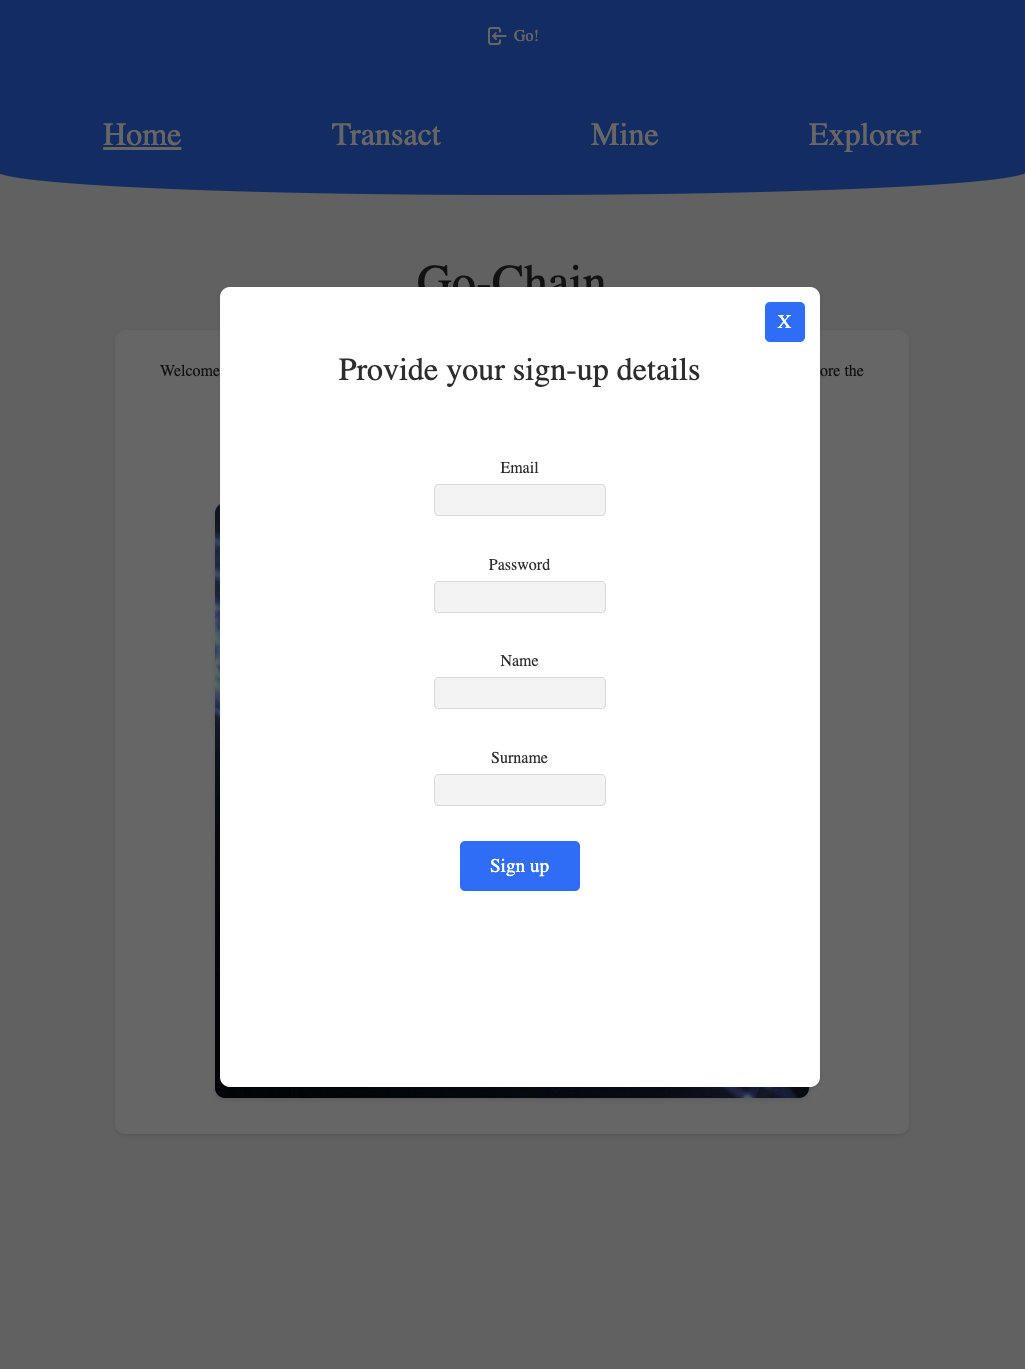 Go!
Home Transact Mine Explorer
Go-Chain
X
Welcome ore the
Provide your sign-up details
Email
Password
Name
Surname
Sign up